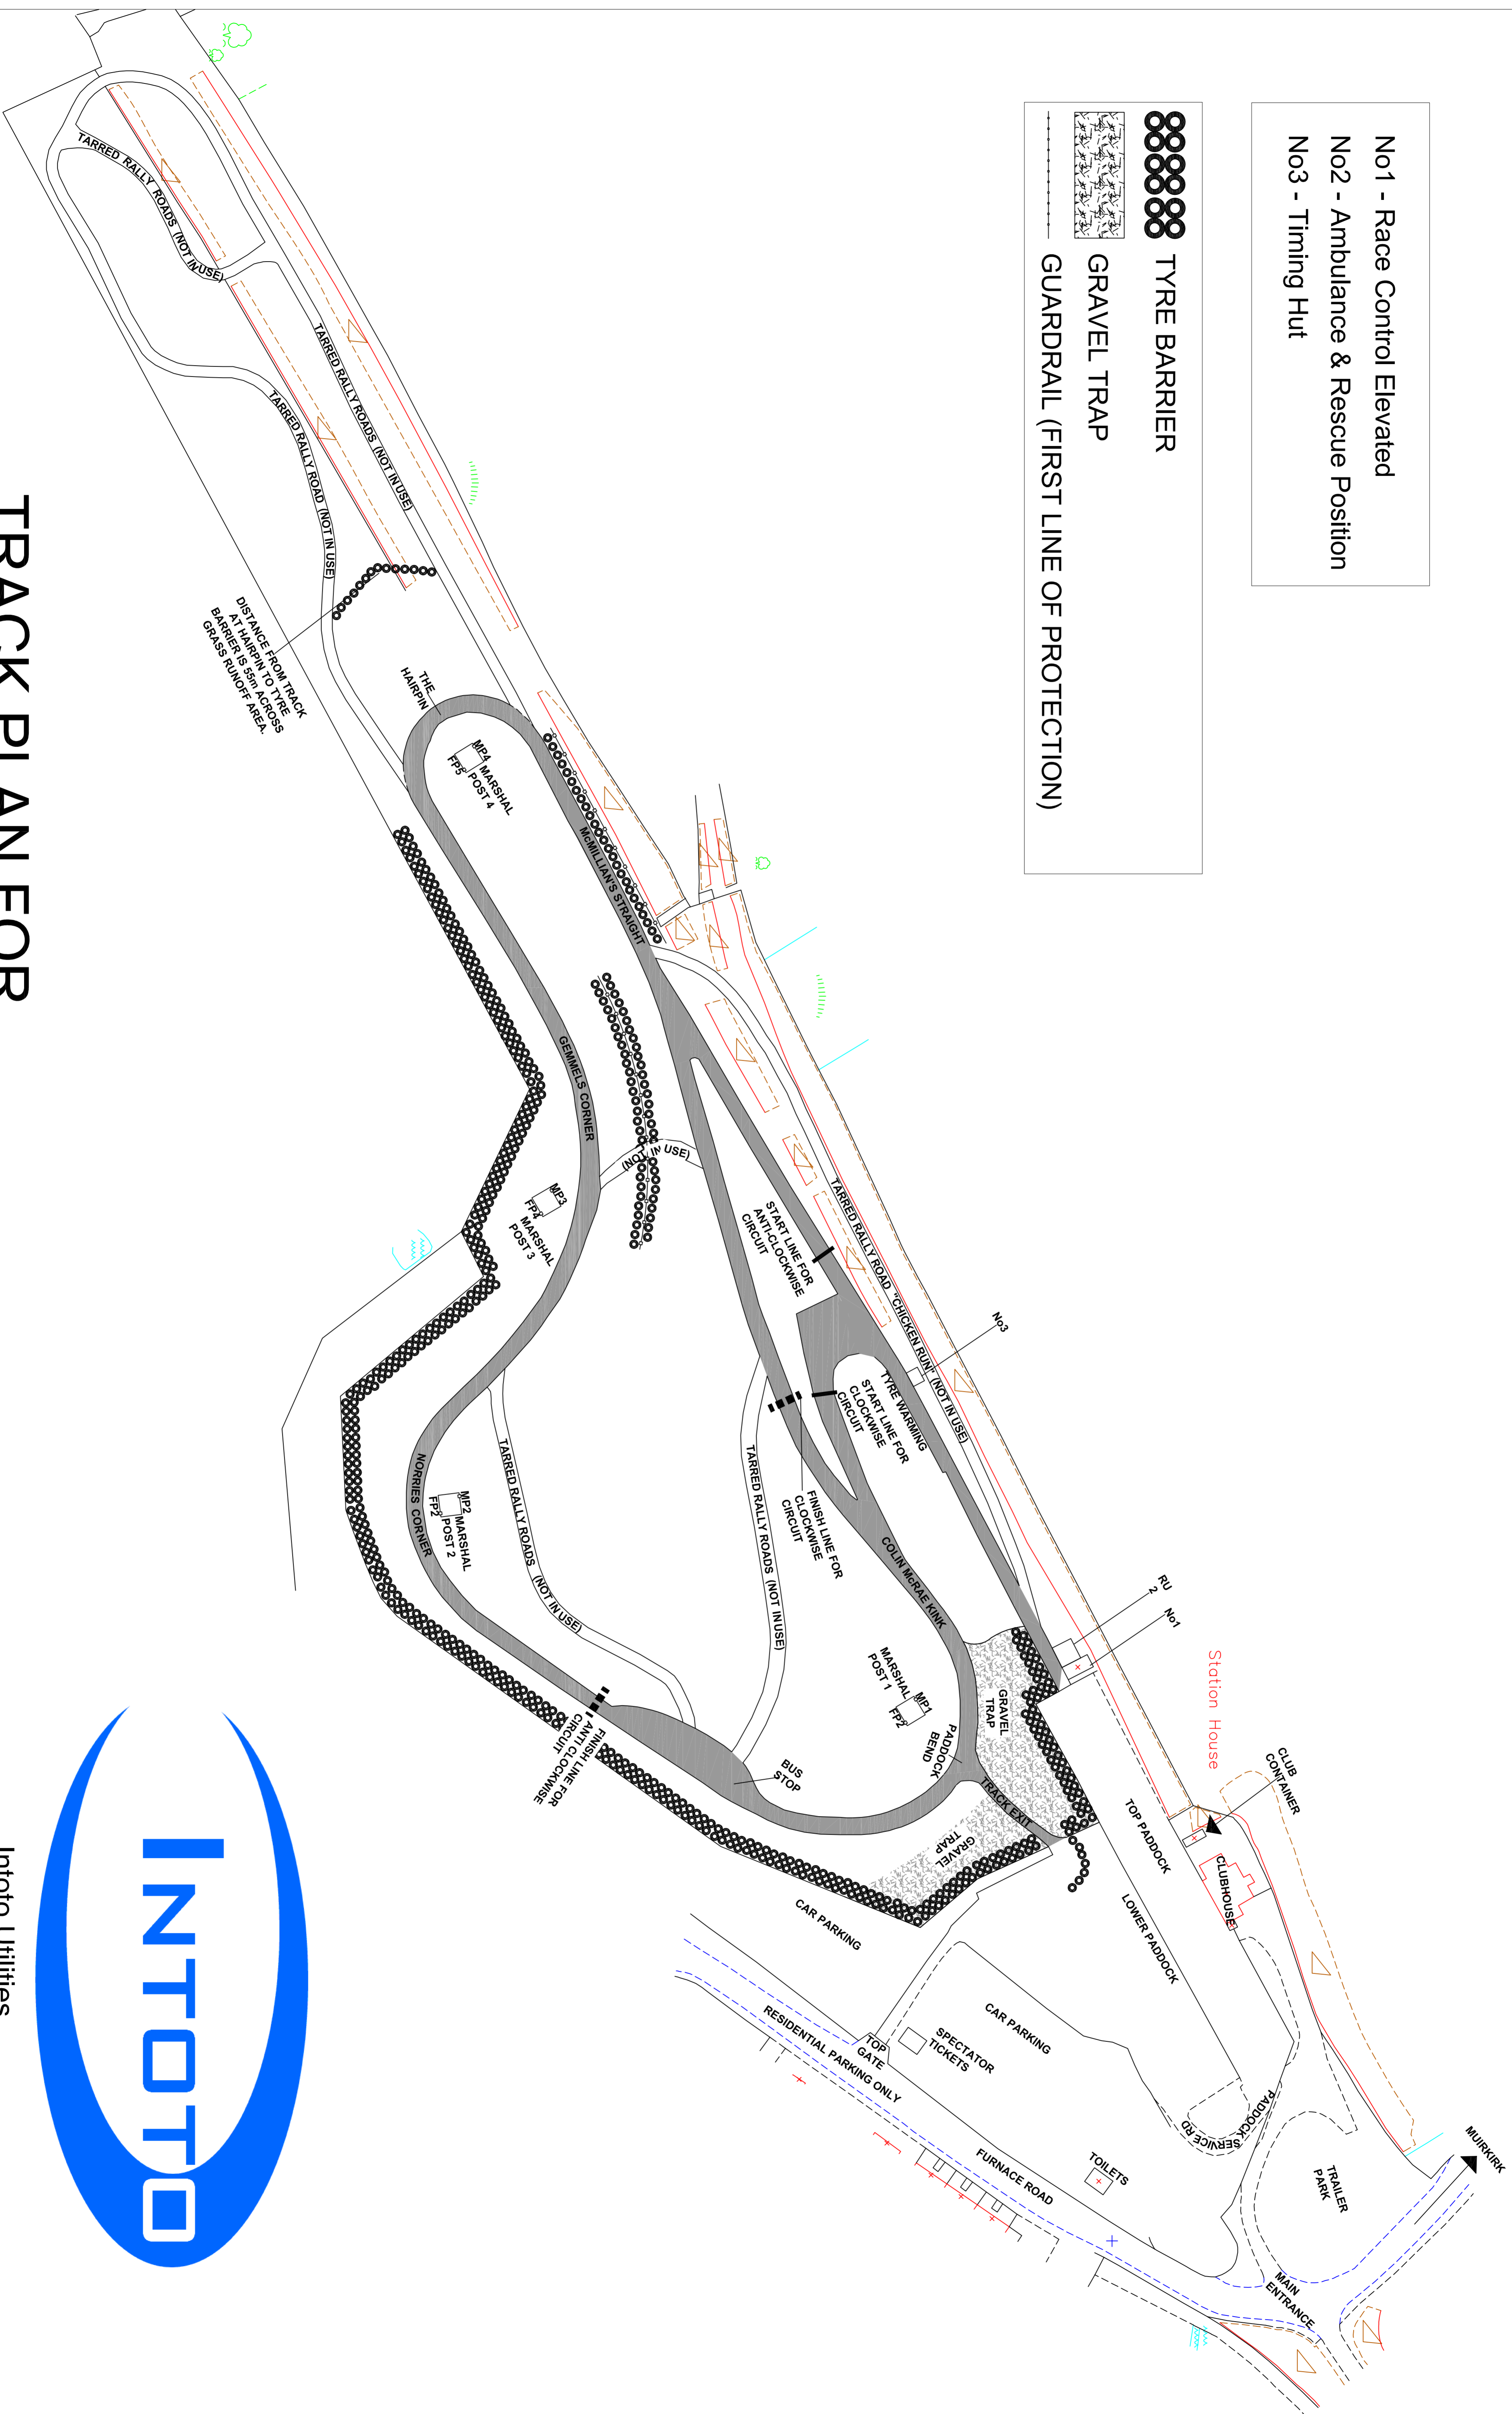 No1 - Race Control Elevated
No2 - Ambulance & Rescue Position
No3 - Timing Hut
TYRE BARRIER
GRAVEL TRAP
GUARDRAIL (FIRST LINE OF PROTECTION)
TARRED RALLY ROADS (NOT IN USE)
TARRED RALLY ROADS (NOT IN USE)
TARRED RALLY ROAD (NOT IN USE)
DISTANCE FROM TRACK
AT HAIRPIN TO TYRE
BARRIER IS 55m ACROSS
GRASS RUNOFF AREA.
THE
HAIRPIN
MP4
FP5
MARSHAL
POST 4
McMILLIAN'S STRAIGHT
GEMMELS CORNER
(NOT IN USE)
MP3
FP4
MARSHAL
POST 3
START LINE FOR
ANTI-CLOCKWISE
CIRCUIT
TARRED RALLY ROAD "CHICKEN RUN" (NOT IN USE)
No3
TYRE WARMING
START LINE FOR
CLOCKWISE
CIRCUIT
FINISH LINE FOR
CLOCKWISE
CIRCUIT
TARRED RALLY ROADS (NOT IN USE)
TARRED RALLY ROADS (NOT IN USE)
NORRIES CORNER
MP2
FP2
MARSHAL
POST 2
COLIN McRAE KINK
RU
2
No1
MARSHAL
POST 1
MP1
FP2
GRAVEL
TRAP
PADDOCK
BEND
TRACK EXIT
GRAVEL
TRAP
BUS
STOP
FINISH LINE FOR
ANTI CLOCKWISE
CIRCUIT
Station House
CLUB
CONTAINER
CLUBHOUSE
TOP PADDOCK
LOWER PADDOCK
CAR PARKING
CAR PARKING
SPECTATOR
TICKETS
TOP
GATE
RESIDENTIAL PARKING ONLY
FURNACE ROAD
TOILETS
PADDOCK SERVICE RD
TRAILER
PARK
MUIRKIRK
MAIN
ENTRANCE
TRACK PLAN FOR
INTOTO
Intoto Utilities